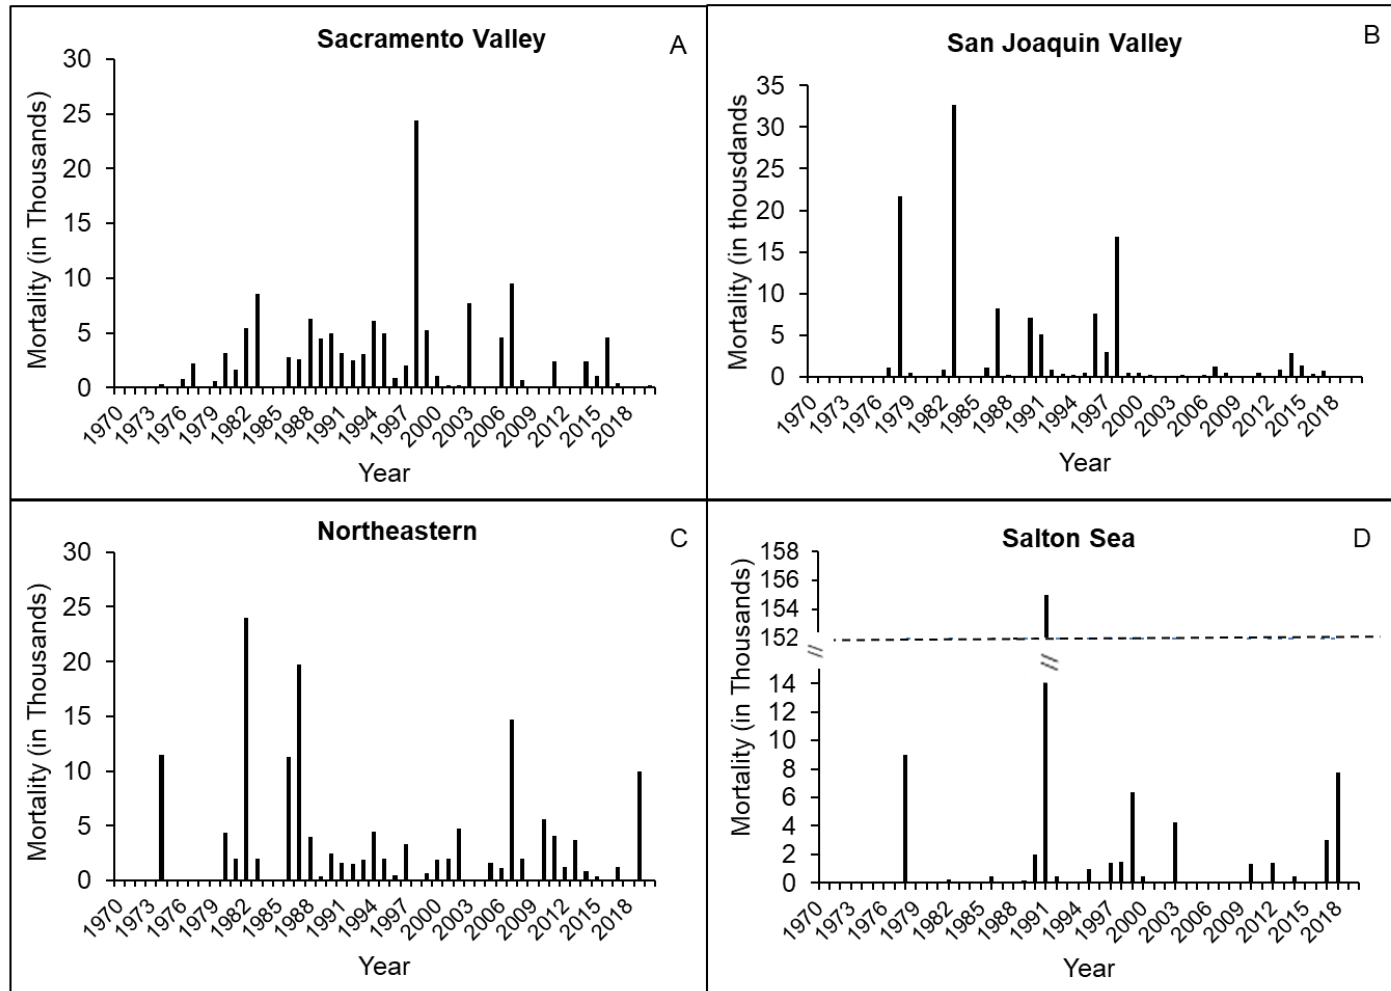 Sacramento Valley
A
Mortality (in Thousands)
30
25
20
15
10
5
0
1970 1973 1976 1979 1982 1985 1988 1991 1994 1997 2000 2003 2006 2009 2012 2015 2018
Year
San Joaquin Valley
B
Mortality (in thousdands
35
30
25
20
15
10
5
0
1970 1973 1976 1979 1982 1985 1988 1991 1994 1997 2000 2003 2006 2009 2012 2015 2018
Year
Northeastern
C
Mortality (in Thousands)
30
25
20
15
10
5
0
1970 1973 1976 1979 1982 1985 1988 1991 1994 1997 2000 2003 2006 2009 2012 2015 2018
Year
Salton Sea
D
Mortality (in Thousands)
158
156
154
152
14
12
10
8
6
4
2
0
1970 1973 1976 1979 1982 1985 1988 1991 1994 1997 2000 2003 2006 2009 2012 2015 2018
Year